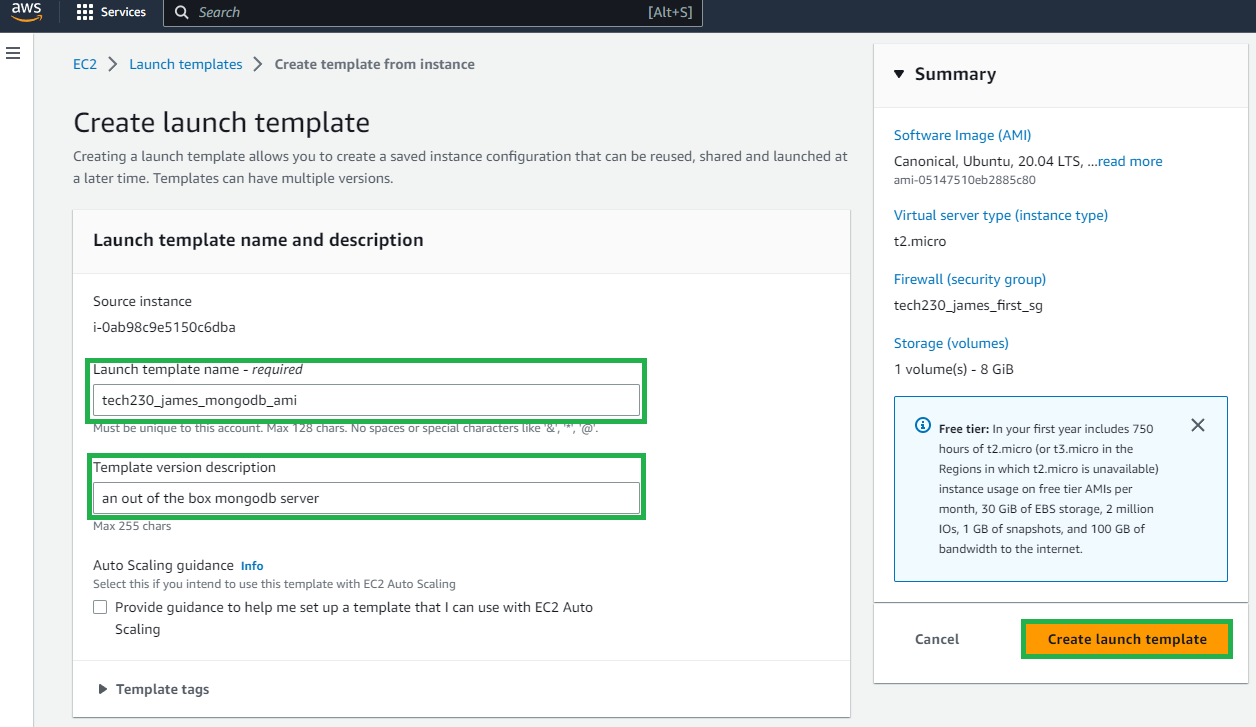 aws
Services
Search
[Alt+S]
EC2
Launch templates
Create template from instance
Create launch template
Creating a launch template allows you to create a saved instance configuration that can be reused, shared and launched at
a later time. Templates can have multiple versions.
Launch template name and description
Source instance
i-0ab98c9e5150c6dba
Launch template name - required
tech230_james_mongodb_ami
Must be unique to this account. Max 128 chars. No spaces or special characters like '&', '*', '@'.
Template version description
an out of the box mongodb server
Max 255 chars
Auto Scaling guidance Info
Select this if you intend to use this template with EC2 Auto Scaling
Provide guidance to help me set up a template that I can use with EC2 Auto
Scaling
Template tags
Summary
Software Image (AMI)
Canonical, Ubuntu, 20.04 LTS, ...read more
ami-05147510eb2885c80
Virtual server type (instance type)
t2.micro
Firewall (security group)
tech230_james_first_sg
Storage (volumes)
1 volume(s) - 8 GiB
Free tier: In your first year includes 750
hours of t2.micro (or t3.micro in the
Regions in which t2.micro is unavailable)
instance usage on free tier AMIs per
month, 30 GiB of EBS storage, 2 million
IOs, 1 GB of snapshots, and 100 GB of
bandwidth to the internet.
Cancel
Create launch template